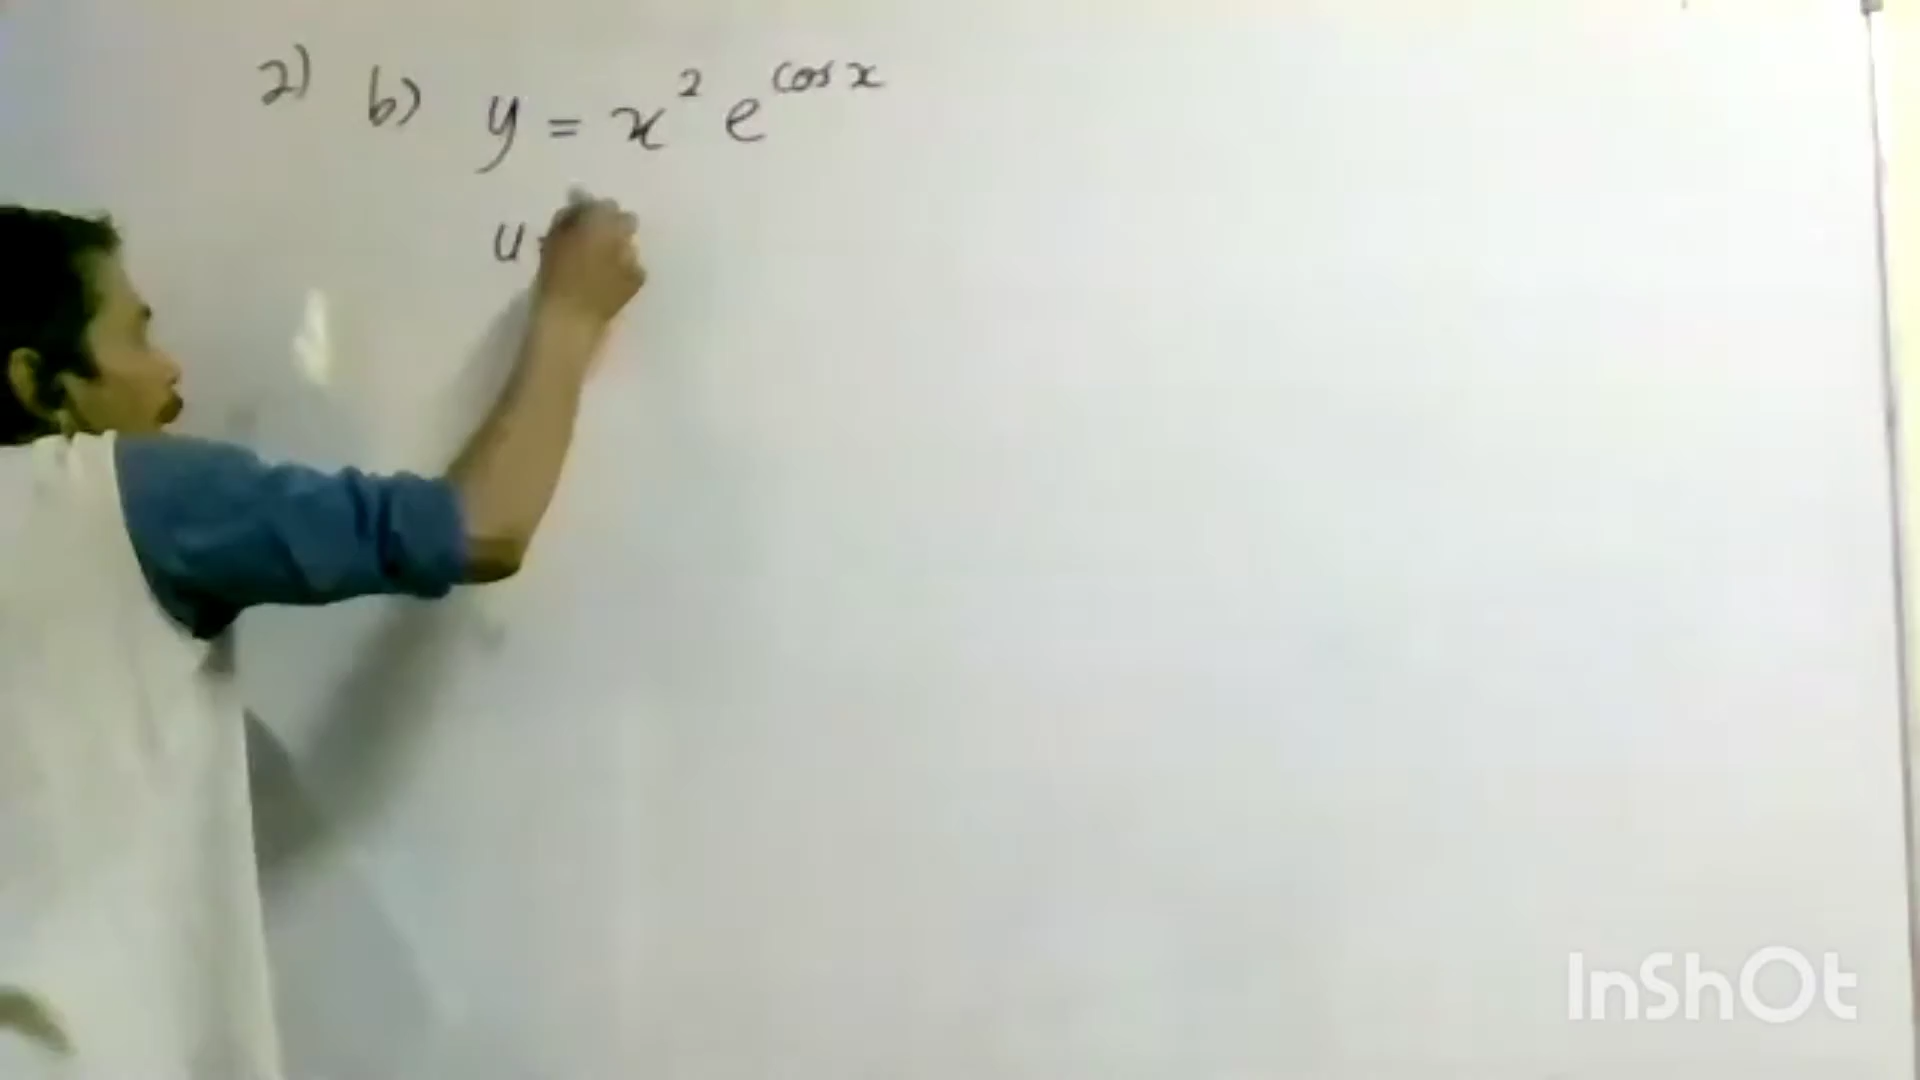 2) b) y = x² e^cos x
u =
InShOt